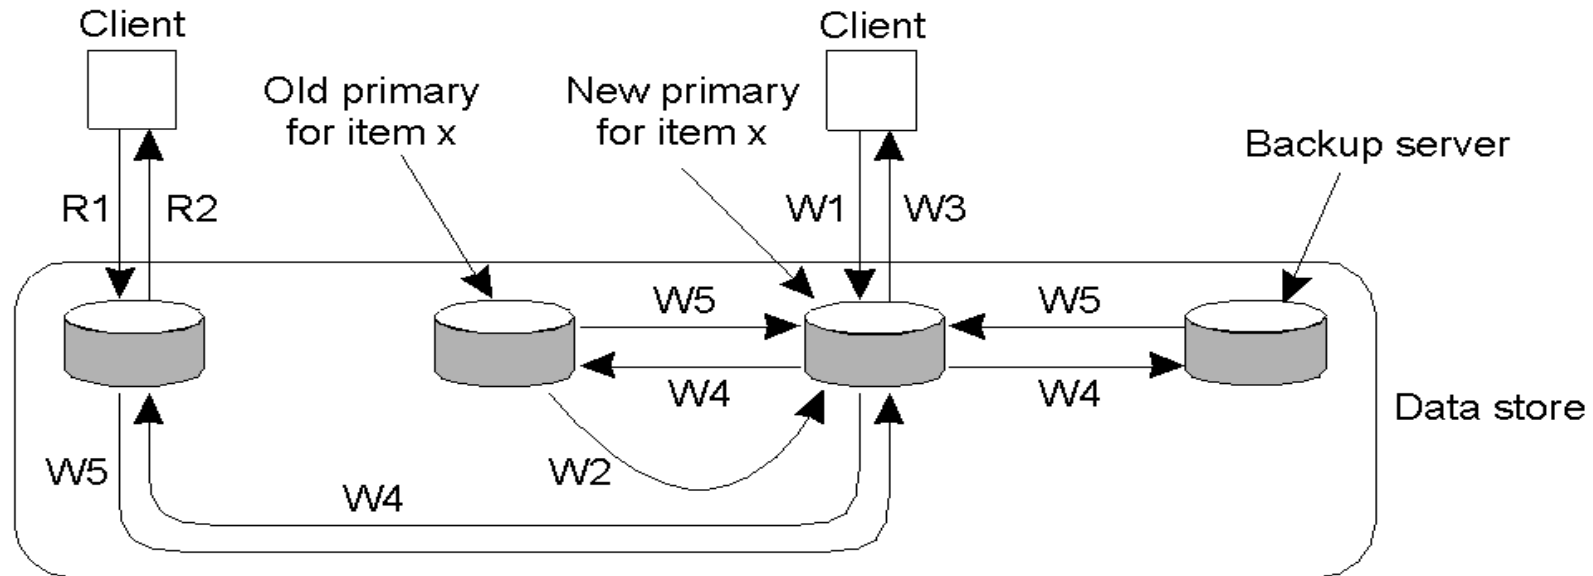 Client
Client
Old primary
for item x
New primary
for item x
Backup server
R1
R2
W1
W3
W5
W5
W4
W4
Data store
W5
W4
W2